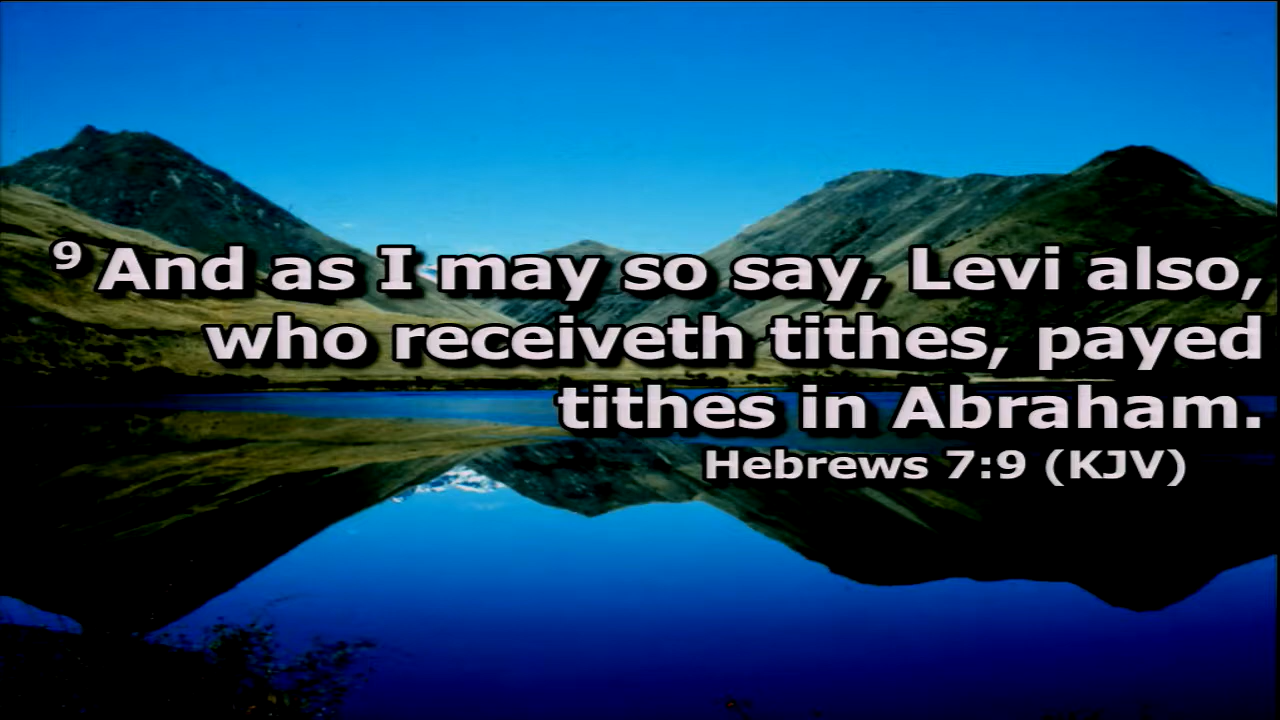 9 And as I may so say, Levi also,
who receiveth tithes, payed
tithes in Abraham.
Hebrews 7:9 (KJV)